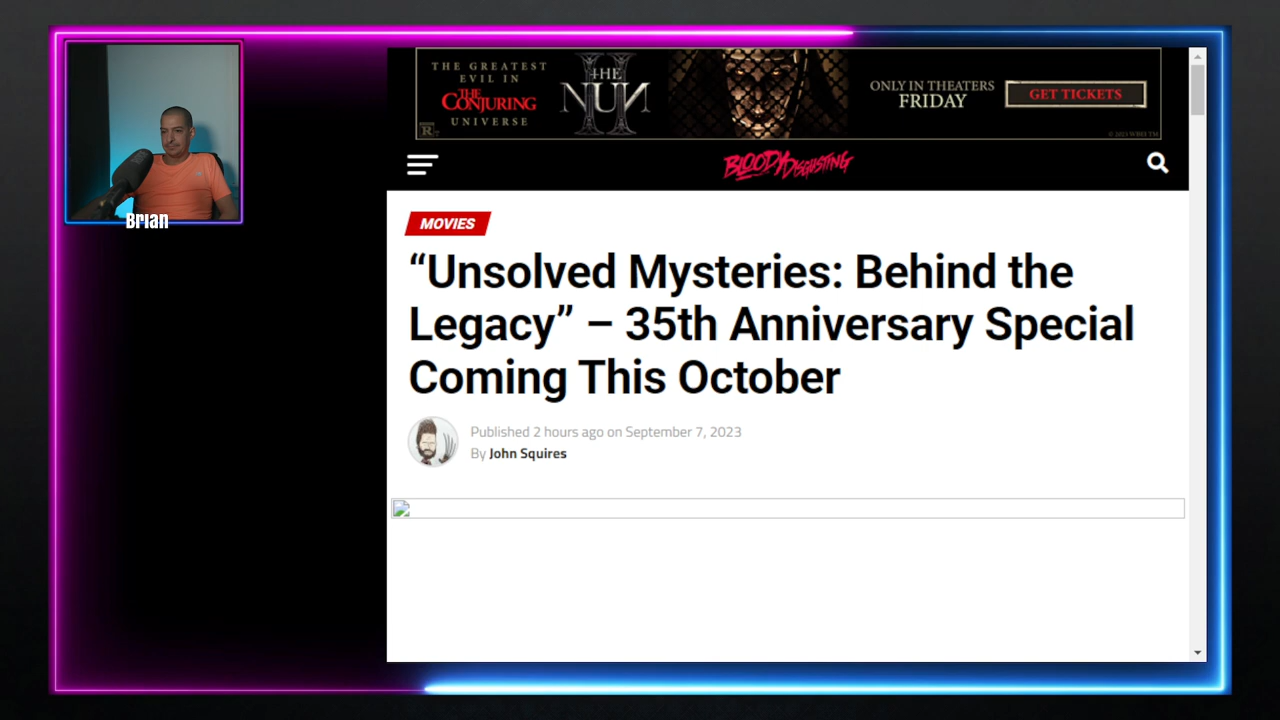 THE GREATEST
EVIL IN
THE
CONJURING
UNIVERSE
R
THE
NUN
II
ONLY IN THEATERS
FRIDAY
GET TICKETS
BLOODY DISGUSTING
Brian
MOVIES
“Unsolved Mysteries: Behind the
Legacy” – 35th Anniversary Special
Coming This October
Published 2 hours ago on September 7, 2023
By John Squires